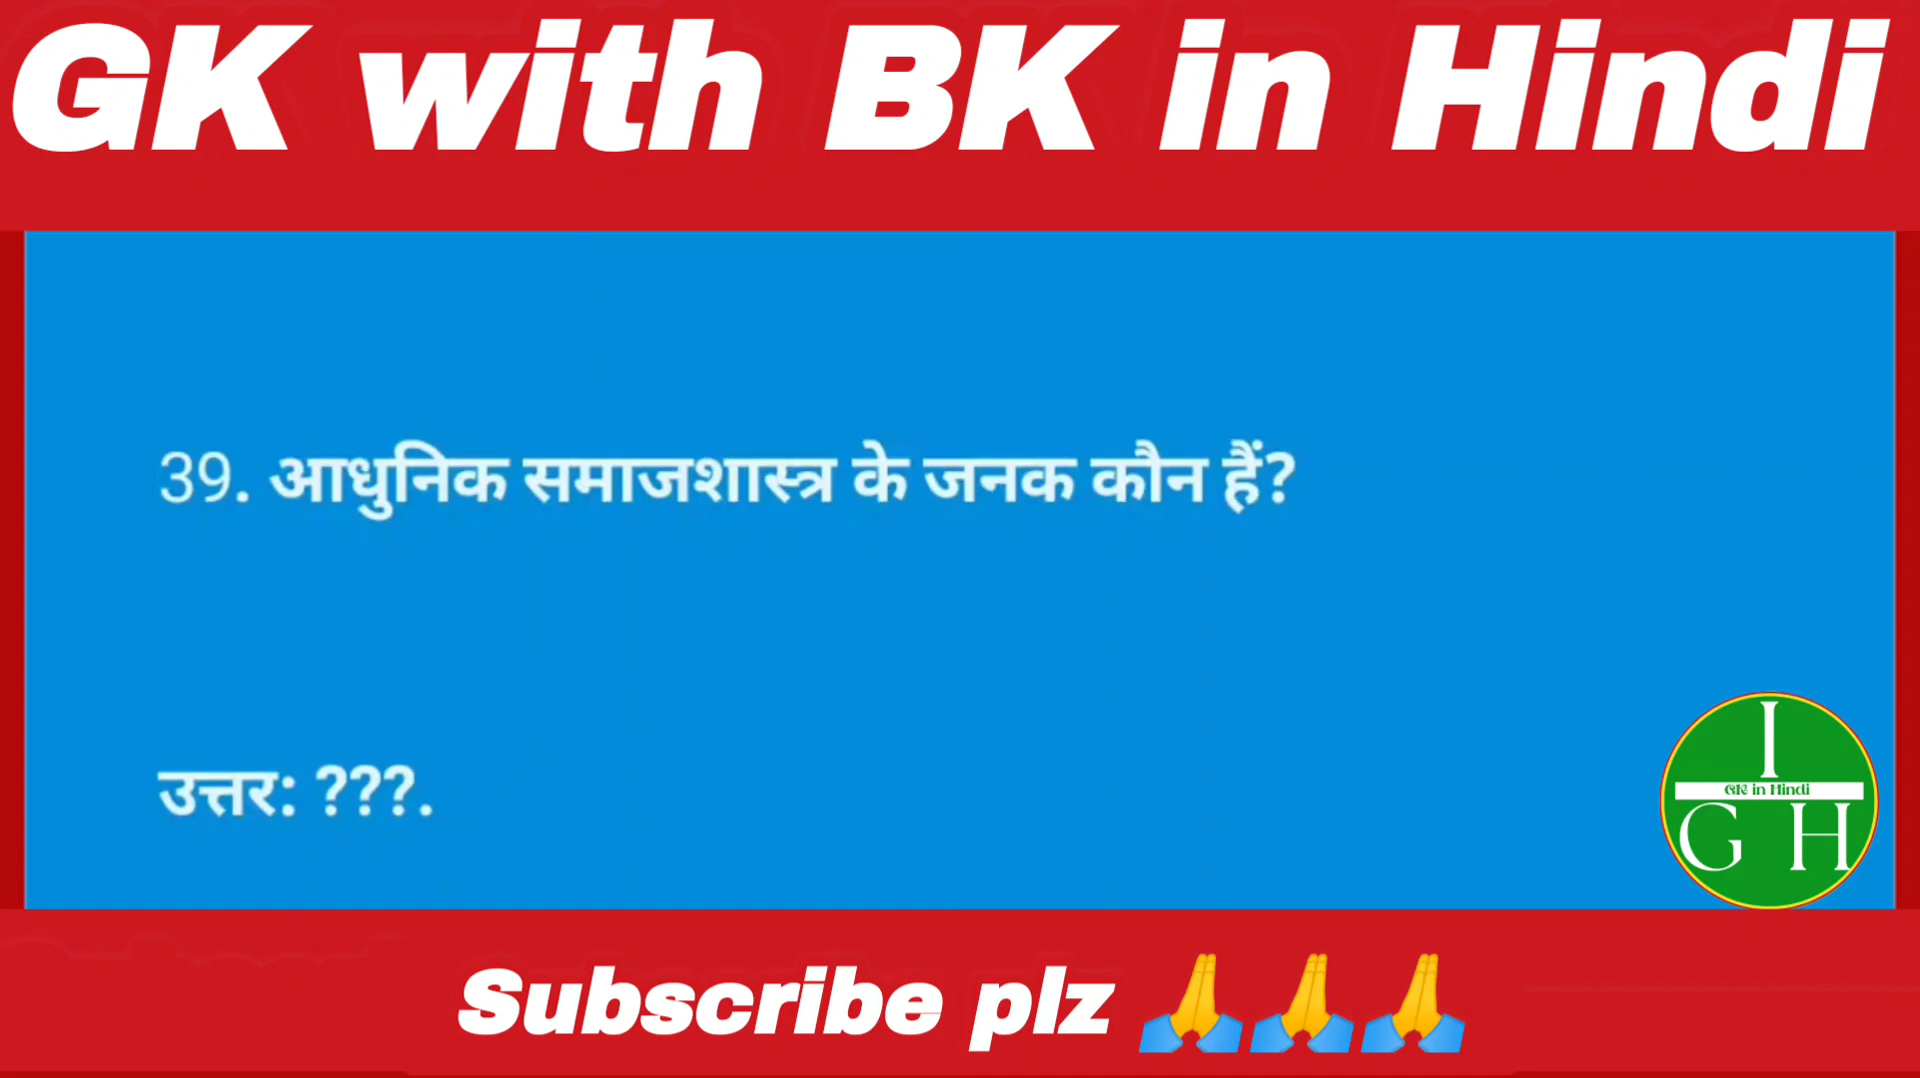 GK with BK in Hindi
39. आधुनिक समाजशास्त्र के जनक कौन हैं?
उत्तर: ???.
I
GK in Hindi
G H
Subscribe plz 🙏🙏🙏